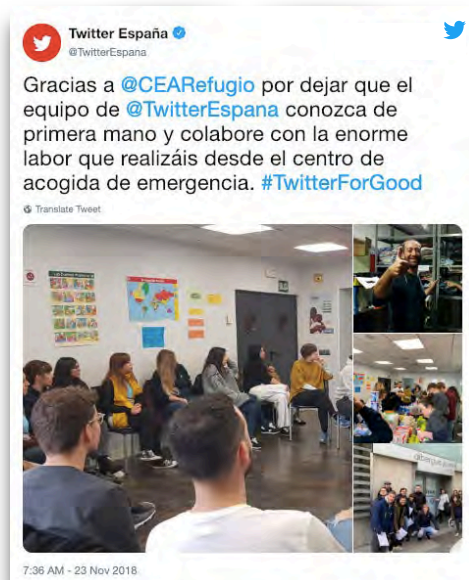 Twitter España
@TwitterEspana
Gracias a @CEARefugio por dejar que el
equipo de @TwitterEspana conozca de
primera mano y colabore con la enorme
labor que realizáis desde el centro de
acogida de emergencia. #TwitterForGood
Translate Tweet
7:36 AM - 23 Nov 2018